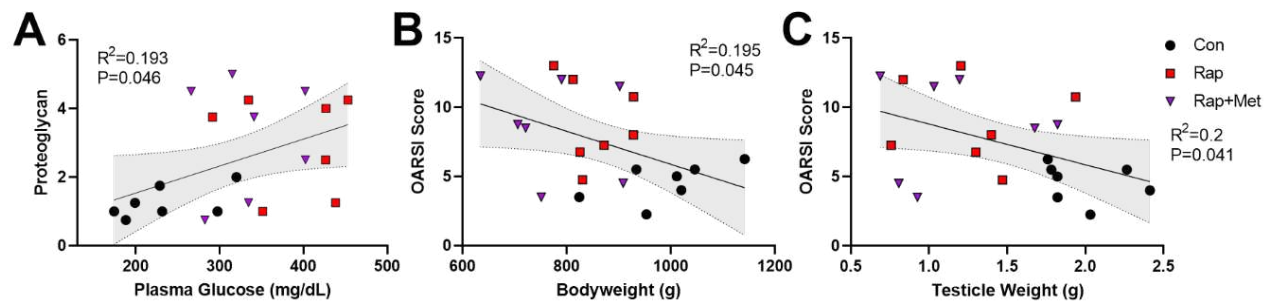 A
R²=0.193
P=0.046
Proteoglycan
0
2
4
6
200
300
400
500
Plasma Glucose (mg/dL)
B
R²=0.195
P=0.045
OARSI Score
0
5
10
15
600
800
1000
1200
Bodyweight (g)
C
OARSI Score
0
5
10
15
0.5
1.0
1.5
2.0
2.5
Testicle Weight (g)
Con
Rap
Rap+Met
R²=0.2
P=0.041